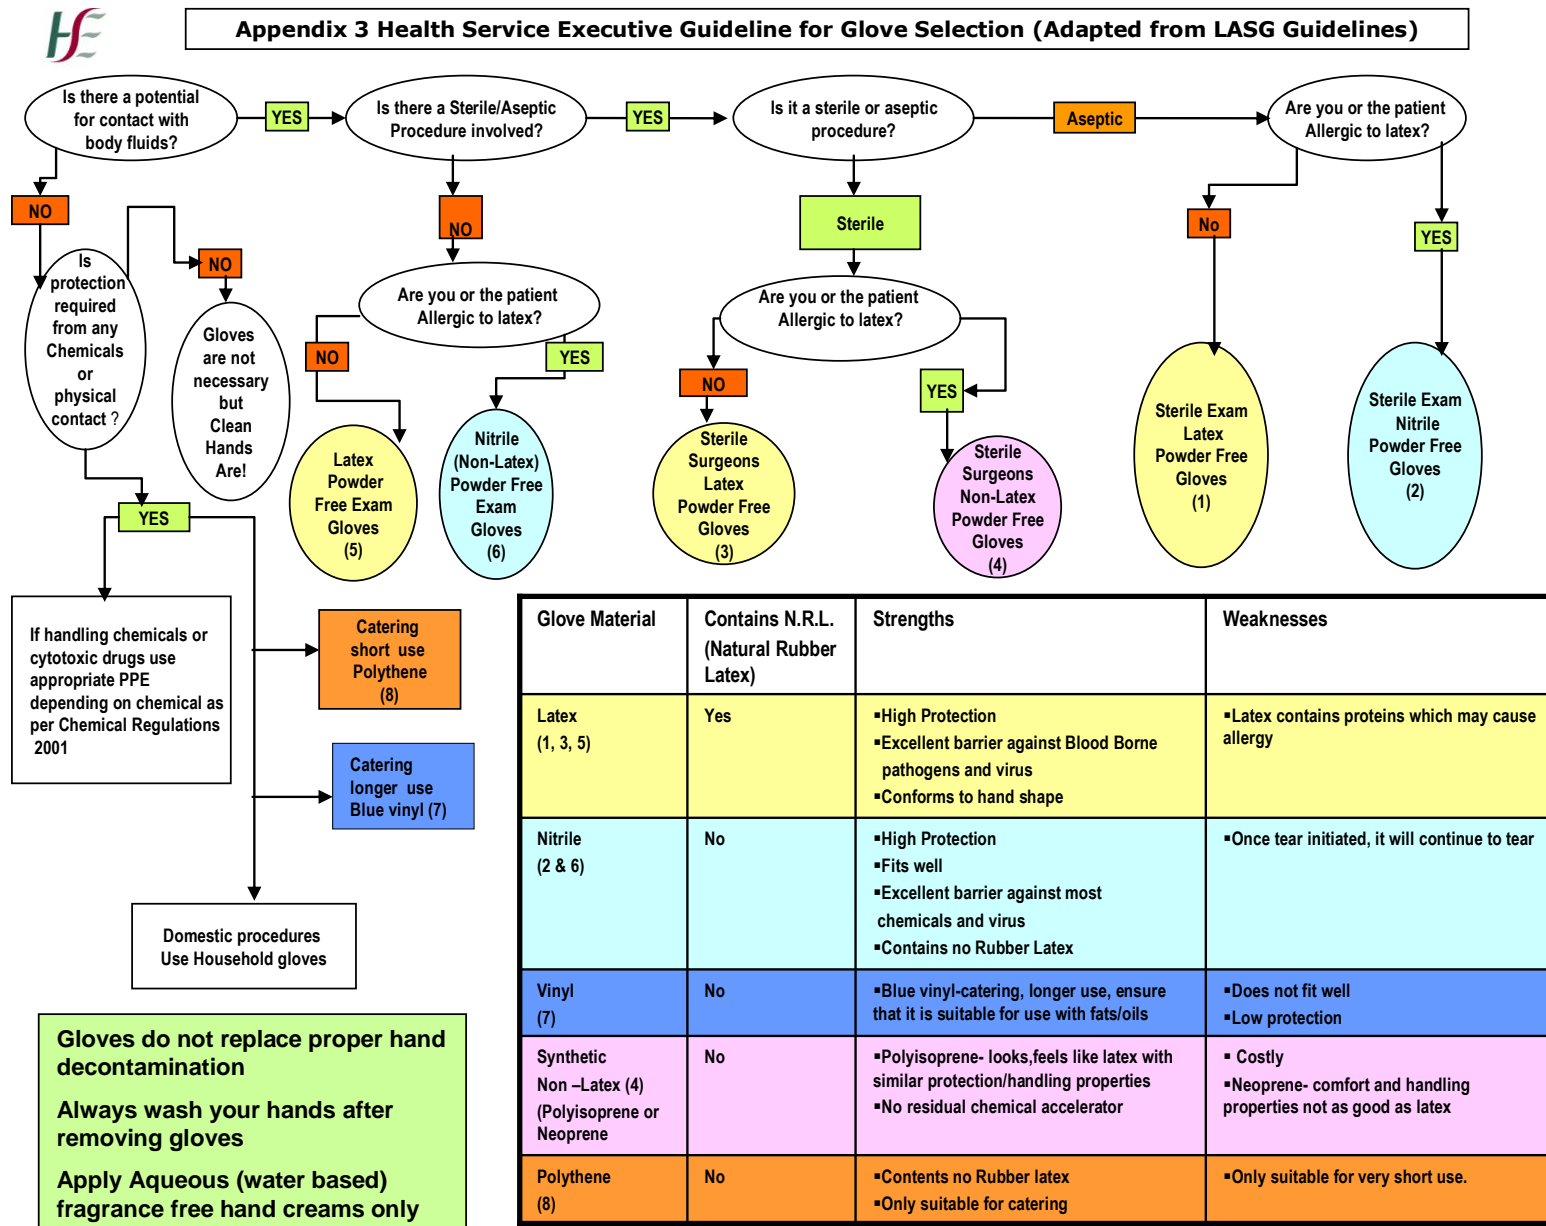 HSE
Appendix 3 Health Service Executive Guideline for Glove Selection (Adapted from LASG Guidelines)
Is there a potential
for contact with
body fluids?
YES
Is there a Sterile/Aseptic
Procedure involved?
YES
Is it a sterile or aseptic
procedure?
Aseptic
Are you or the patient
Allergic to latex?
NO
NO
Sterile
No
YES
Is
protection
required
from any
Chemicals
or
physical
contact ?
NO
Gloves
are not
necessary
but
Clean
Hands
Are!
Are you or the patient
Allergic to latex?
NO
YES
Are you or the patient
Allergic to latex?
NO
YES
Latex
Powder
Free Exam
Gloves
(5)
Nitrile
(Non-Latex)
Powder Free
Exam
Gloves
(6)
Sterile
Surgeons
Latex
Powder Free
Gloves
(3)
Sterile
Surgeons
Non-Latex
Powder Free
Gloves
(4)
Sterile Exam
Latex
Powder Free
Gloves
(1)
Sterile Exam
Nitrile
Powder Free
Gloves
(2)
YES
If handling chemicals or
cytotoxic drugs use
appropriate PPE
depending on chemical as
per Chemical Regulations
2001
Catering
short use
Polythene
(8)
Catering
longer use
Blue vinyl (7)
Domestic procedures
Use Household gloves
Gloves do not replace proper hand
decontamination
Always wash your hands after
removing gloves
Apply Aqueous (water based)
fragrance free hand creams only
Glove Material
Contains N.R.L.
(Natural Rubber
Latex)
Strengths
Weaknesses
Latex
(1, 3, 5)
Yes
▪High Protection
▪Excellent barrier against Blood Borne
pathogens and virus
▪Conforms to hand shape
▪Latex contains proteins which may cause
allergy
Nitrile
(2 & 6)
No
▪High Protection
▪Fits well
▪Excellent barrier against most
chemicals and virus
▪Contains no Rubber Latex
▪Once tear initiated, it will continue to tear
Vinyl
(7)
No
▪Blue vinyl-catering, longer use, ensure
that it is suitable for use with fats/oils
▪Does not fit well
▪Low protection
Synthetic
Non –Latex (4)
(Polyisoprene or
Neoprene
No
▪Polyisoprene- looks,feels like latex with
similar protection/handling properties
▪No residual chemical accelerator
▪ Costly
▪Neoprene- comfort and handling
properties not as good as latex
Polythene
(8)
No
▪Contents no Rubber latex
▪Only suitable for catering
▪Only suitable for very short use.